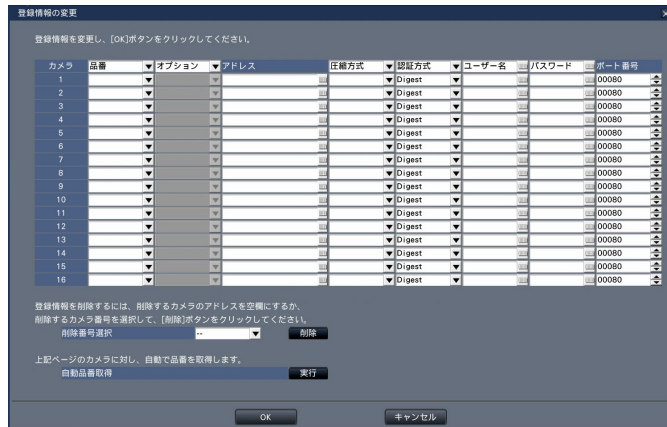 登録情報の変更
登録情報を変更し、[OK]ボタンをクリックしてください。
カメラ 品番 オプション アドレス 圧縮方式 認証方式 ユーザー名 パスワード ポート番号
1 Digest 00080
2 Digest 00080
3 Digest 00080
4 Digest 00080
5 Digest 00080
6 Digest 00080
7 Digest 00080
8 Digest 00080
9 Digest 00080
10 Digest 00080
11 Digest 00080
12 Digest 00080
13 Digest 00080
14 Digest 00080
15 Digest 00080
16 Digest 00080
登録情報を削除するには、削除するカメラのアドレスを空欄にするか、
削除するカメラ番号を選択して、[削除]ボタンをクリックしてください。
削除番号選択 -- 削除
上記ページのカメラに対し、自動で品番を取得します。
自動品番取得 実行
OK キャンセル